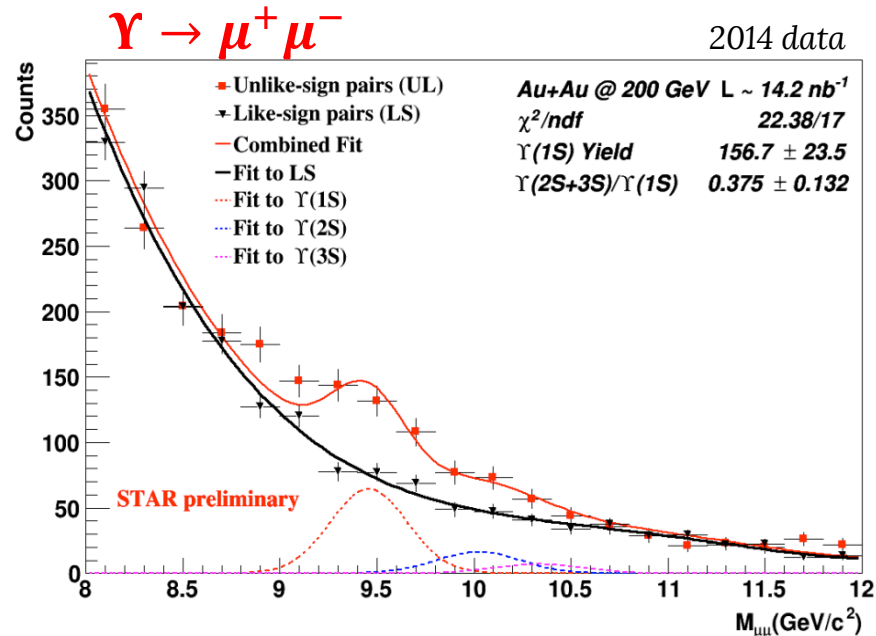 ϒ → μ⁺μ⁻
2014 data
Counts
350
300
250
200
150
100
50
0
Unlike-sign pairs (UL)
Like-sign pairs (LS)
Combined Fit
Fit to LS
Fit to ϒ(1S)
Fit to ϒ(2S)
Fit to ϒ(3S)
Au+Au @ 200 GeV L ~ 14.2 nb⁻¹
χ²/ndf 22.38/17
ϒ(1S) Yield 156.7 ± 23.5
ϒ(2S+3S)/ϒ(1S) 0.375 ± 0.132
STAR preliminary
8 8.5 9 9.5 10 10.5 11 11.5 12
M_μμ(GeV/c²)